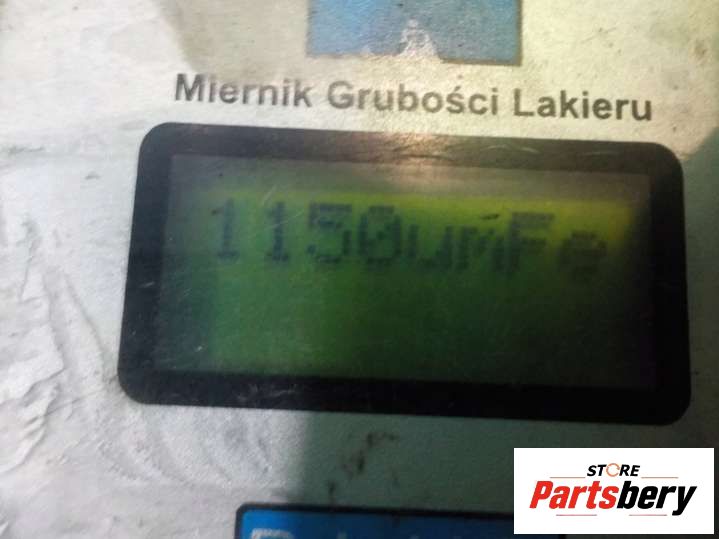 Miernik Grubości Lakieru
1150umFe
STORE
Partsbery